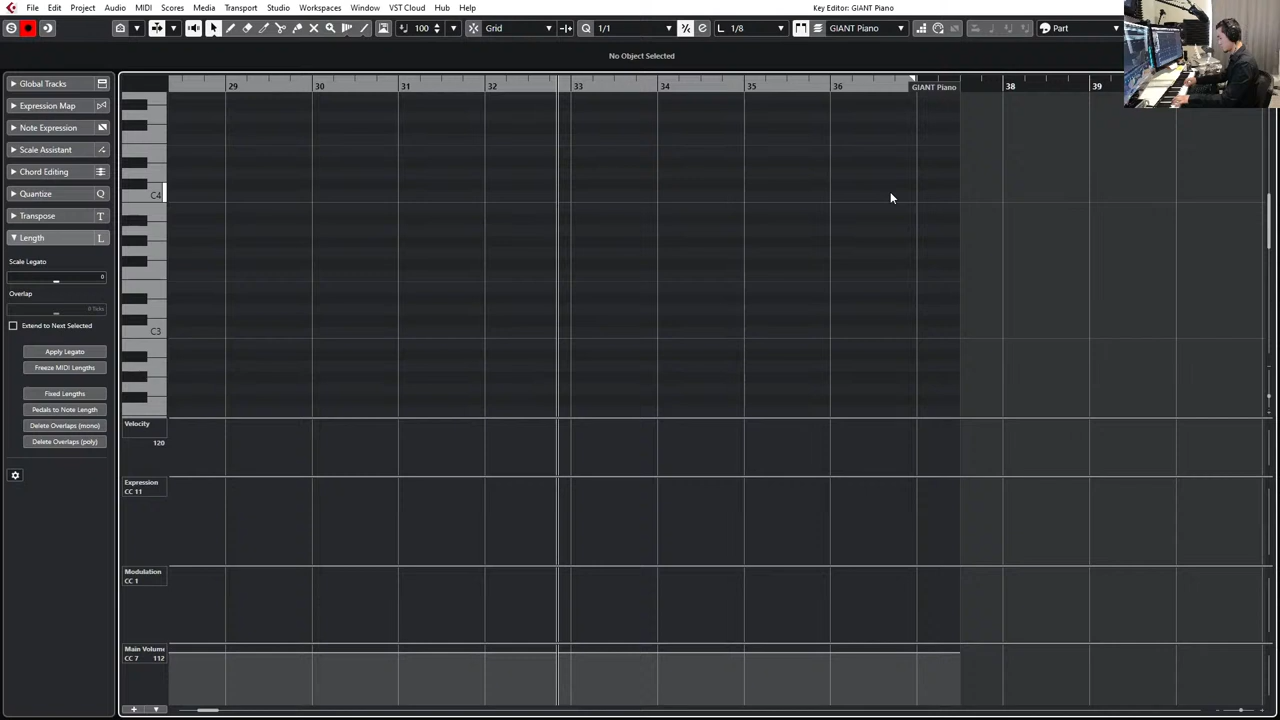 File Edit Project Audio MIDI Scores Media Transport Studio Workspaces Window VST Cloud Hub Help
Key Editor: GIANT Piano
100 Grid Q 1/1 L 1/8 GIANT Piano Part
No Object Selected
Global Tracks
Expression Map
Note Expression
Scale Assistant
Chord Editing
Quantize Q
Transpose T
Length L
Scale Legato
0
Overlap
0 Ticks
Extend to Next Selected
Apply Legato
Freeze MIDI Lengths
Fixed Lengths
Pedals to Note Length
Delete Overlaps (mono)
Delete Overlaps (poly)
29 30 31 32 33 34 35 36 GIANT Piano 38 39
C4
C3
Velocity
120
Expression
CC 11
Modulation
CC 1
Main Volume
CC 7 112